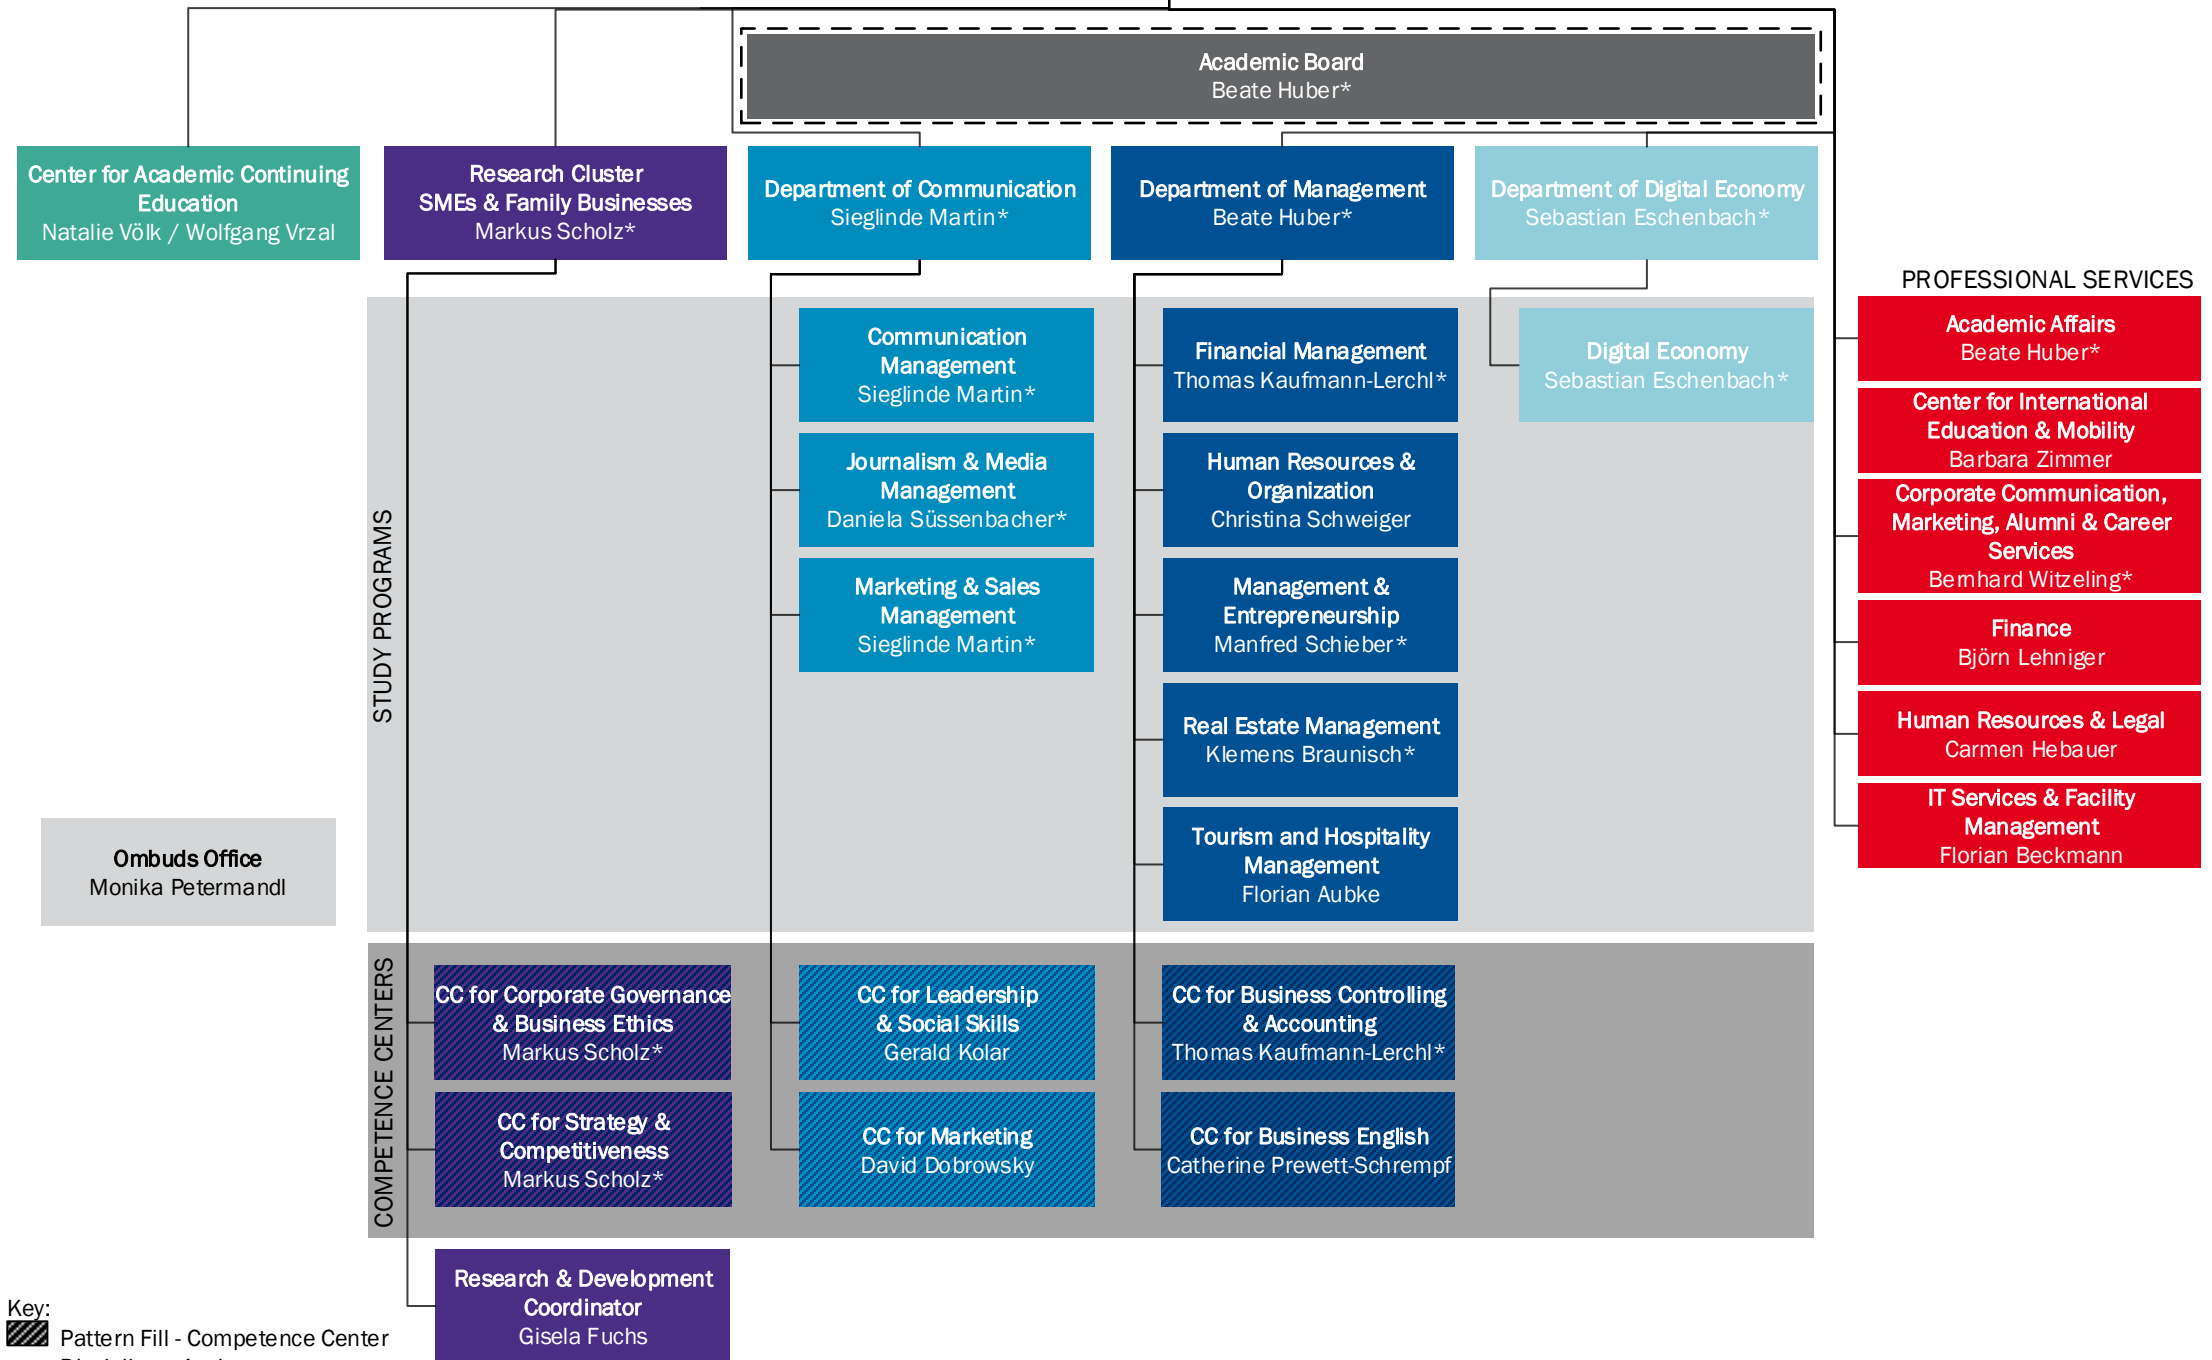 Academic Board
Beate Huber*
Center for Academic Continuing
Education
Natalie Völk / Wolfgang Vrzal
Research Cluster
SMEs & Family Businesses
Markus Scholz*
Department of Communication
Sieglinde Martin*
Department of Management
Beate Huber*
Department of Digital Economy
Sebastian Eschenbach*
PROFESSIONAL SERVICES
Academic Affairs
Beate Huber*
Center for International
Education & Mobility
Barbara Zimmer
Corporate Communication,
Marketing, Alumni & Career
Services
Bernhard Witzeling*
Finance
Björn Lehniger
Human Resources & Legal
Carmen Hebauer
IT Services & Facility
Management
Florian Beckmann
STUDY PROGRAMS
Communication
Management
Sieglinde Martin*
Journalism & Media
Management
Daniela Süssenbacher*
Marketing & Sales
Management
Sieglinde Martin*
Financial Management
Thomas Kaufmann-Lerchl*
Human Resources &
Organization
Christina Schweiger
Management &
Entrepreneurship
Manfred Schieber*
Real Estate Management
Klemens Braunisch*
Tourism and Hospitality
Management
Florian Aubke
Digital Economy
Sebastian Eschenbach*
Ombuds Office
Monika Petermandl
COMPETENCE CENTERS
CC for Corporate Governance
& Business Ethics
Markus Scholz*
CC for Strategy &
Competitiveness
Markus Scholz*
CC for Leadership
& Social Skills
Gerald Kolar
CC for Marketing
David Dobrowsky
CC for Business Controlling
& Accounting
Thomas Kaufmann-Lerchl*
CC for Business English
Catherine Prewett-Schrempf
Research & Development
Coordinator
Gisela Fuchs
Key:
Pattern Fill - Competence Center